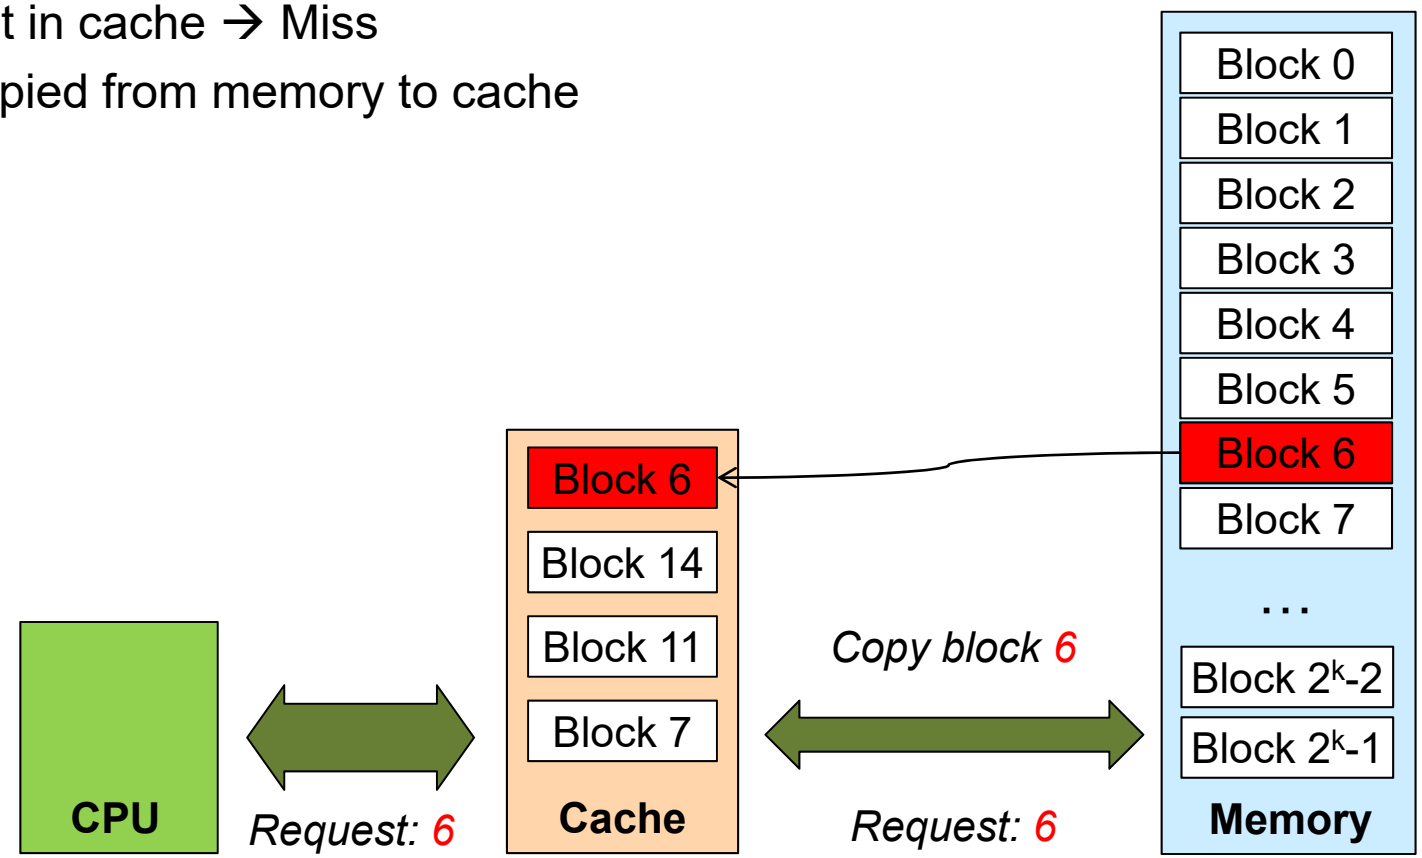 t in cache → Miss
pied from memory to cache
Block 0
Block 1
Block 2
Block 3
Block 4
Block 5
Block 6
Block 7
...
Block 2ᵏ-2
Block 2ᵏ-1
Memory
Block 6
Block 14
Block 11
Block 7
Cache
Copy block 6
Request: 6
CPU
Request: 6